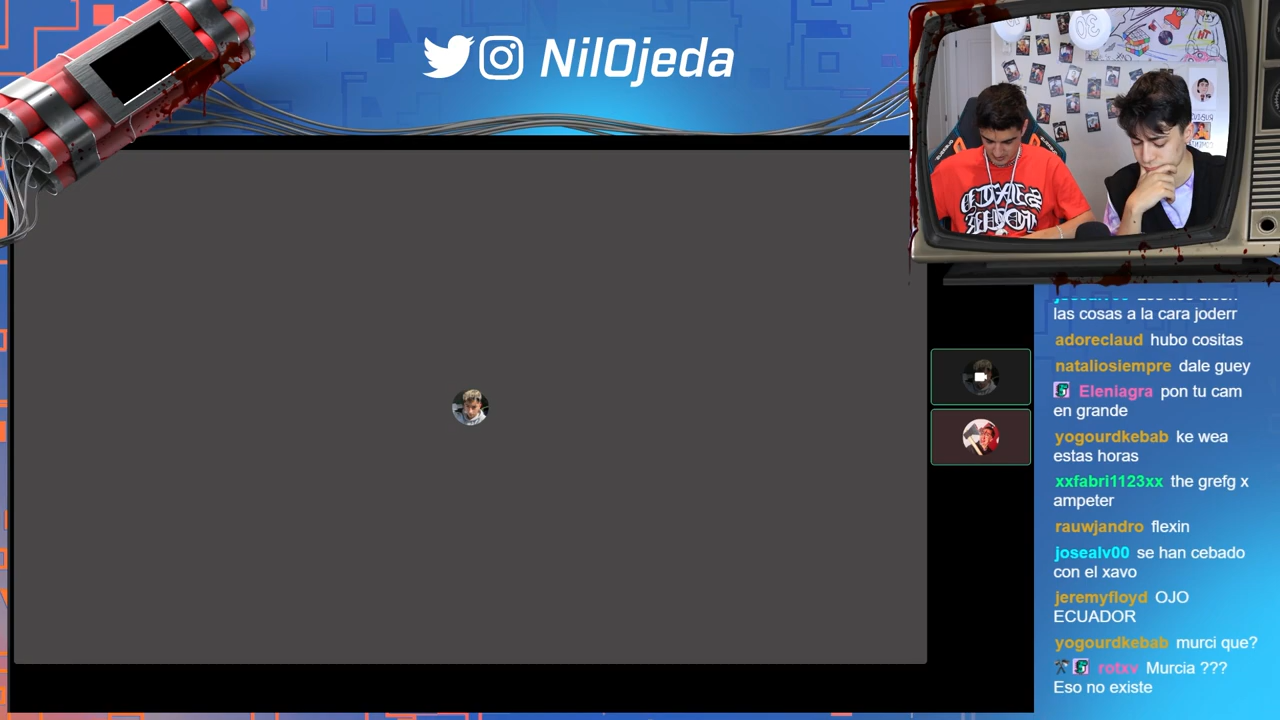 NilOjeda
las cosas a la cara joderr
adoreclaud hubo cositas
nataliosiempre dale guey
Eleniagra pon tu cam
en grande
yogourdkebab ke wea
estas horas
xxfabri1123xx the grefg x
ampeter
rauwjandro flexin
josealv00 se han cebado
con el xavo
jeremyfloyd OJO
ECUADOR
yogourdkebab murci que?
rotxv Murcia ???
Eso no existe